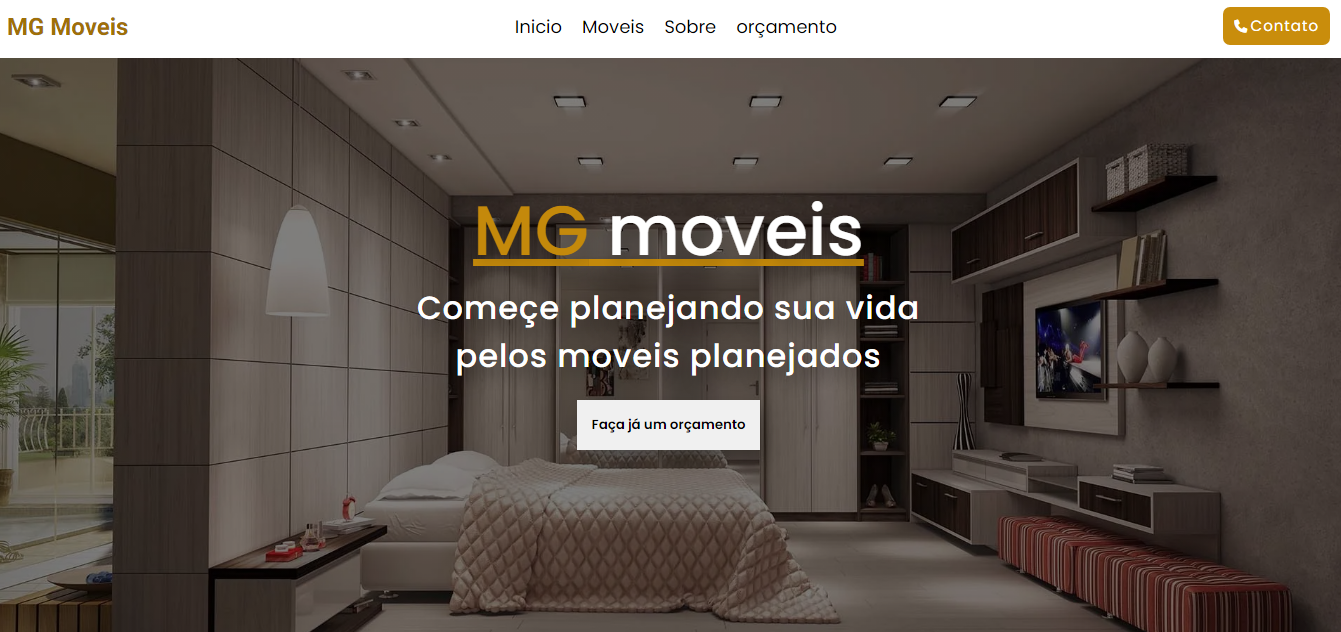 MG Moveis
Inicio Moveis Sobre orçamento
Contato
MG moveis
Começe planejando sua vida
pelos moveis planejados
Faça já um orçamento